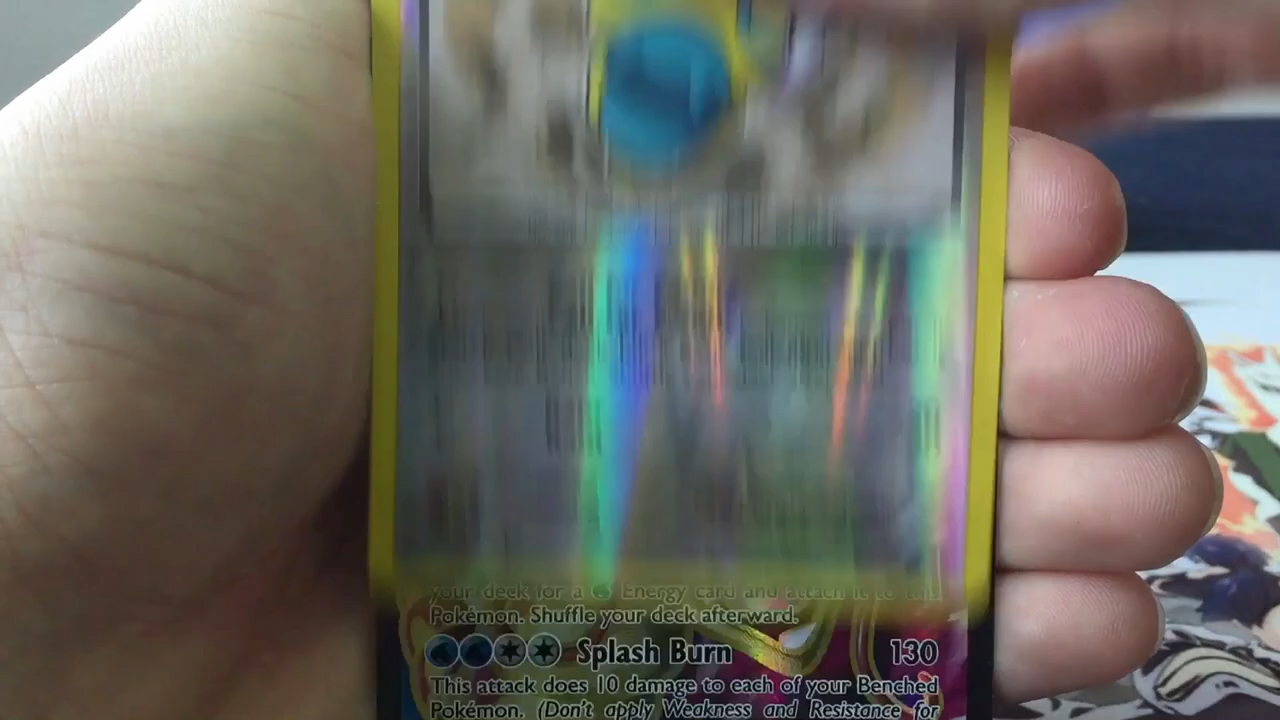 your deck for a Energy card and attach it to this
Pokémon. Shuffle your deck afterward.
Splash Burn 130
This attack does 10 damage to each of your Benched
Pokémon. (Don't apply Weakness and Resistance for